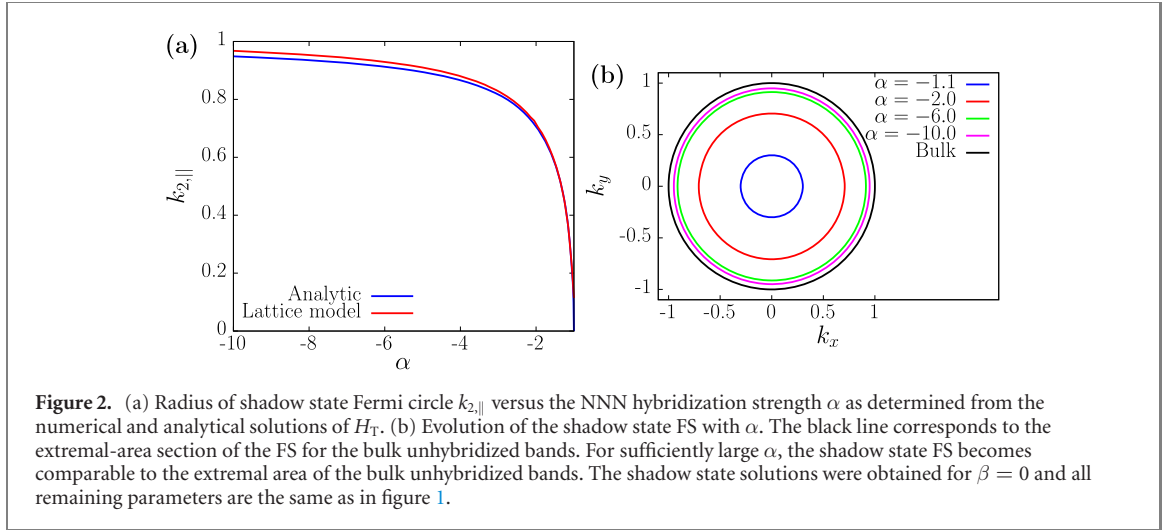 (a)
1
0.8
0.6
0.4
0.2
0
k2,||
Analytic
Lattice model
-10
-8
-6
-4
-2
α
(b)
1
0.5
0
-0.5
-1
ky
α = −1.1
α = −2.0
α = −6.0
α = −10.0
Bulk
-1
-0.5
0
0.5
1
kx
Figure 2. (a) Radius of shadow state Fermi circle k2,|| versus the NNN hybridization strength α as determined from the
numerical and analytical solutions of HT. (b) Evolution of the shadow state FS with α. The black line corresponds to the
extremal-area section of the FS for the bulk unhybridized bands. For sufficiently large α, the shadow state FS becomes
comparable to the extremal area of the bulk unhybridized bands. The shadow state solutions were obtained for β = 0 and all
remaining parameters are the same as in figure 1.